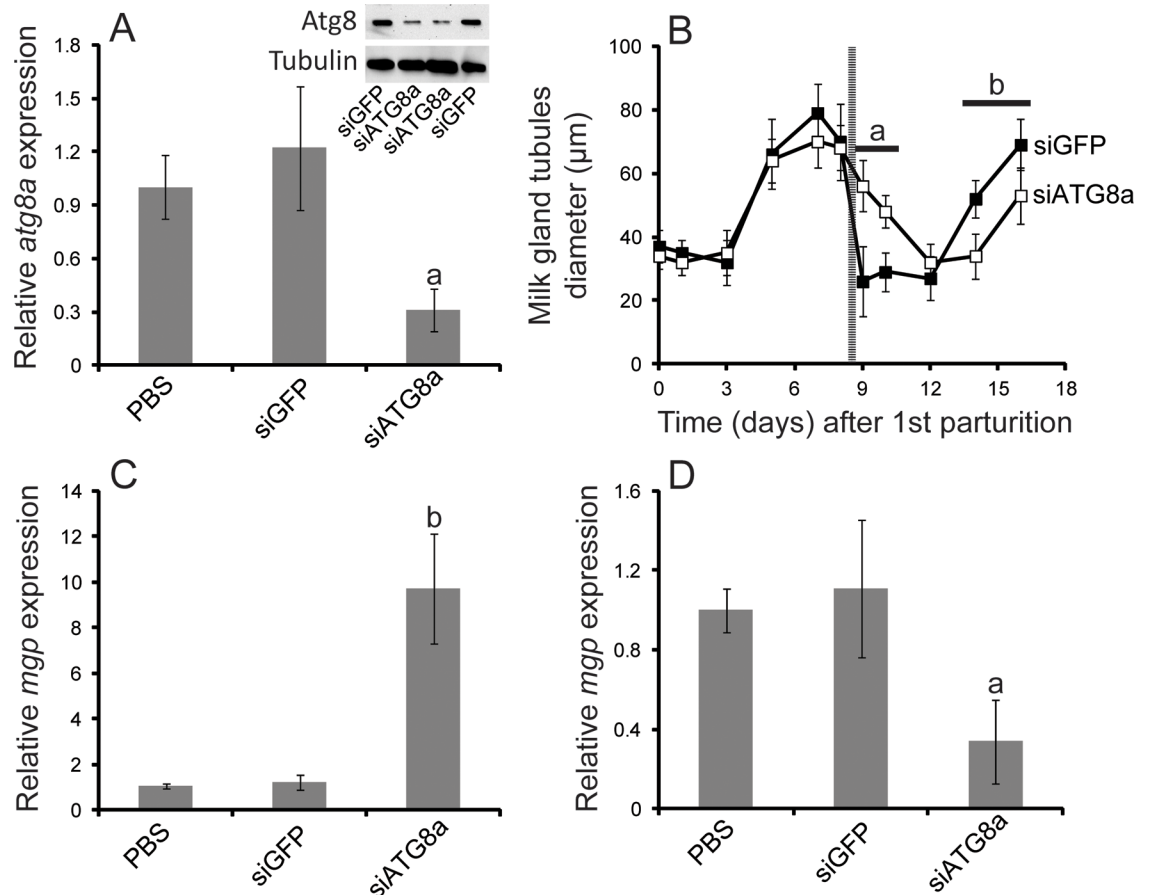 A
Atg8
Tubulin
siGFP
siATG8a
siATG8a
siGFP
Relative atg8a expression
1.8
1.5
1.2
0.9
0.6
0.3
0
a
PBS
siGFP
siATG8a
B
Milk gland tubules
diameter (µm)
100
80
60
40
20
0
a
b
siGFP
siATG8a
0 3 6 9 12 15 18
Time (days) after 1st parturition
C
Relative mgp expression
14
12
10
8
6
4
2
0
b
PBS
siGFP
siATG8a
D
Relative mgp expression
1.6
1.2
0.8
0.4
0
a
PBS
siGFP
siATG8a